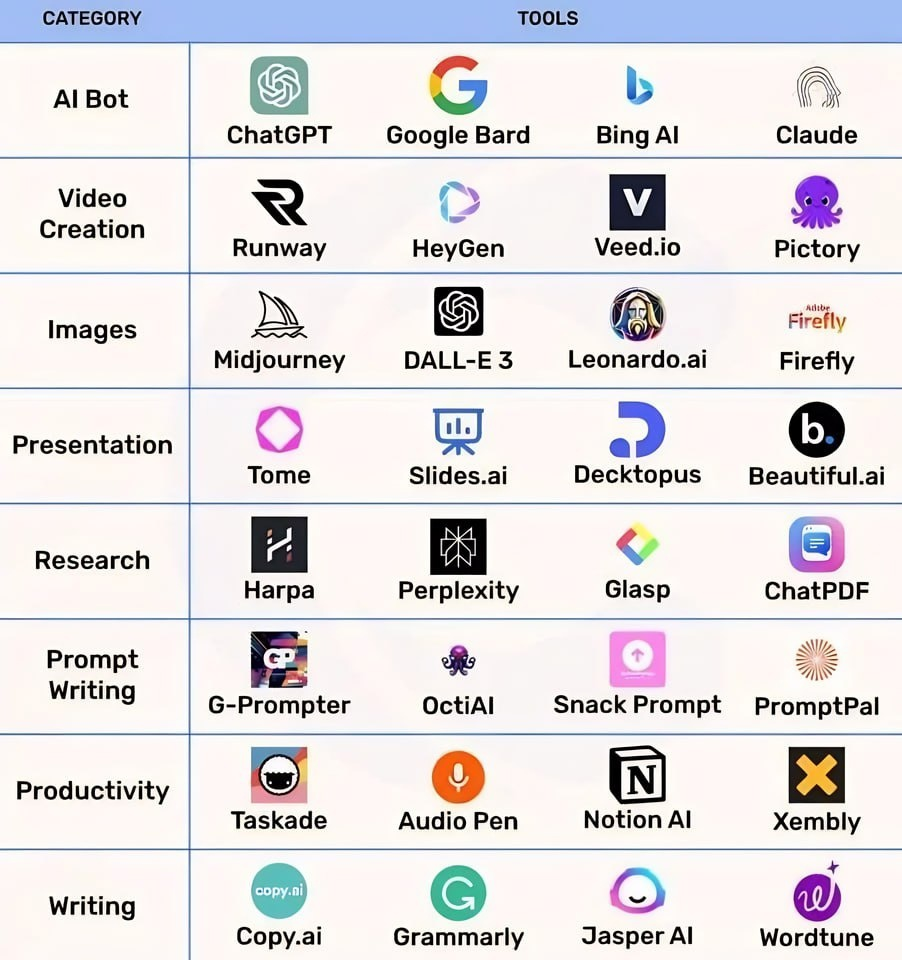 CATEGORY TOOLS
AI Bot
ChatGPT Google Bard Bing AI Claude
Video
Creation
Runway HeyGen
V
Veed.io Pictory
Images
Adobe
Firefly
Midjourney DALL-E 3 Leonardo.ai Firefly
Presentation
b.
Tome Slides.ai Decktopus Beautiful.ai
Research
Harpa Perplexity Glasp ChatPDF
Prompt
Writing
GP
G-Prompter OctiAI Snack Prompt PromptPal
Productivity
N
Taskade Audio Pen Notion AI Xembly
Writing
copy.ai
G
w
Copy.ai Grammarly Jasper AI Wordtune